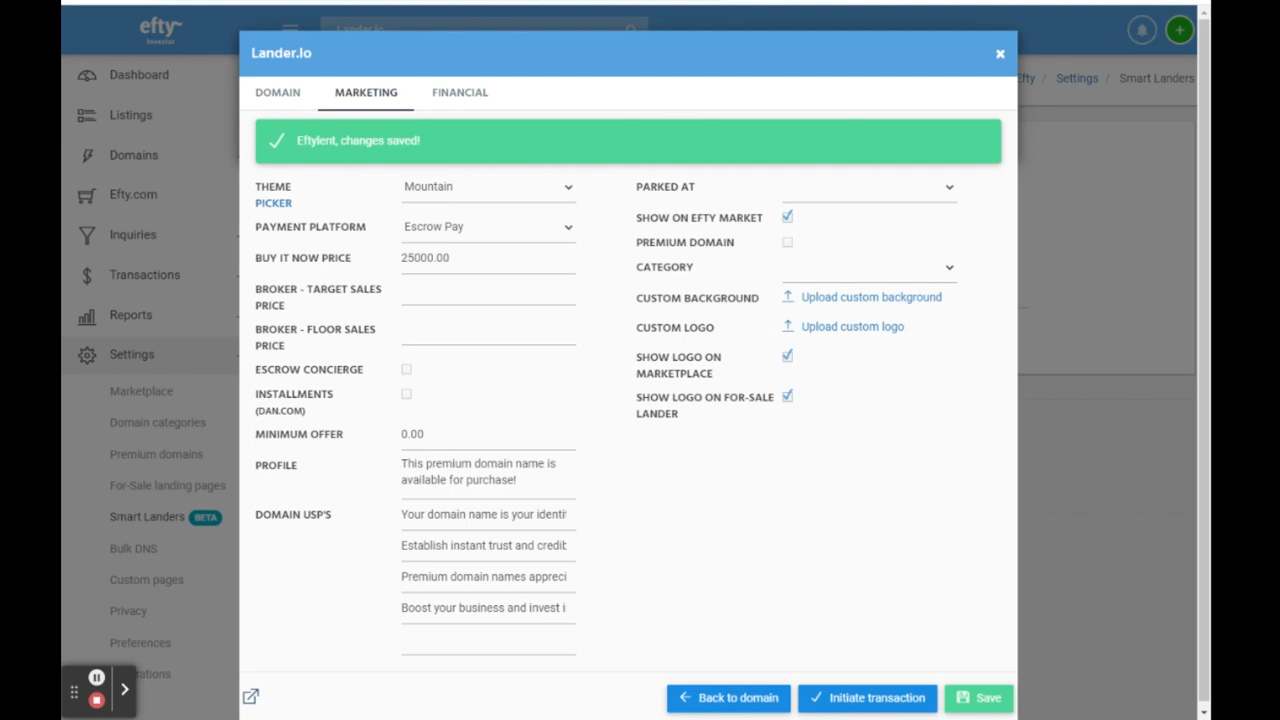 efty
Investor
Lander.io
Dashboard
Listings
Domains
Efty.com
Inquiries
Transactions
Reports
Settings
Marketplace
Domain categories
Premium domains
For-Sale landing pages
Smart Landers BETA
Bulk DNS
Custom pages
Privacy
Preferences
rations
Efty / Settings / Smart Landers
Lander.io
DOMAIN MARKETING FINANCIAL
Eftylent, changes saved!
THEME Mountain
PICKER
PAYMENT PLATFORM Escrow Pay
BUY IT NOW PRICE 25000.00
BROKER - TARGET SALES
PRICE
BROKER - FLOOR SALES
PRICE
ESCROW CONCIERGE
INSTALLMENTS
(DAN.COM)
MINIMUM OFFER 0.00
PROFILE This premium domain name is
available for purchase!
DOMAIN USP'S Your domain name is your identi
Establish instant trust and credit
Premium domain names appreci
Boost your business and invest i
PARKED AT
SHOW ON EFTY MARKET
PREMIUM DOMAIN
CATEGORY
CUSTOM BACKGROUND Upload custom background
CUSTOM LOGO Upload custom logo
SHOW LOGO ON
MARKETPLACE
SHOW LOGO ON FOR-SALE
LANDER
Back to domain Initiate transaction Save